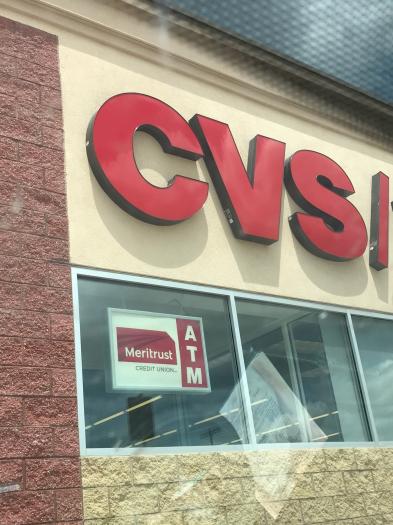 CVS
Meritrust
CREDIT UNION
ATM